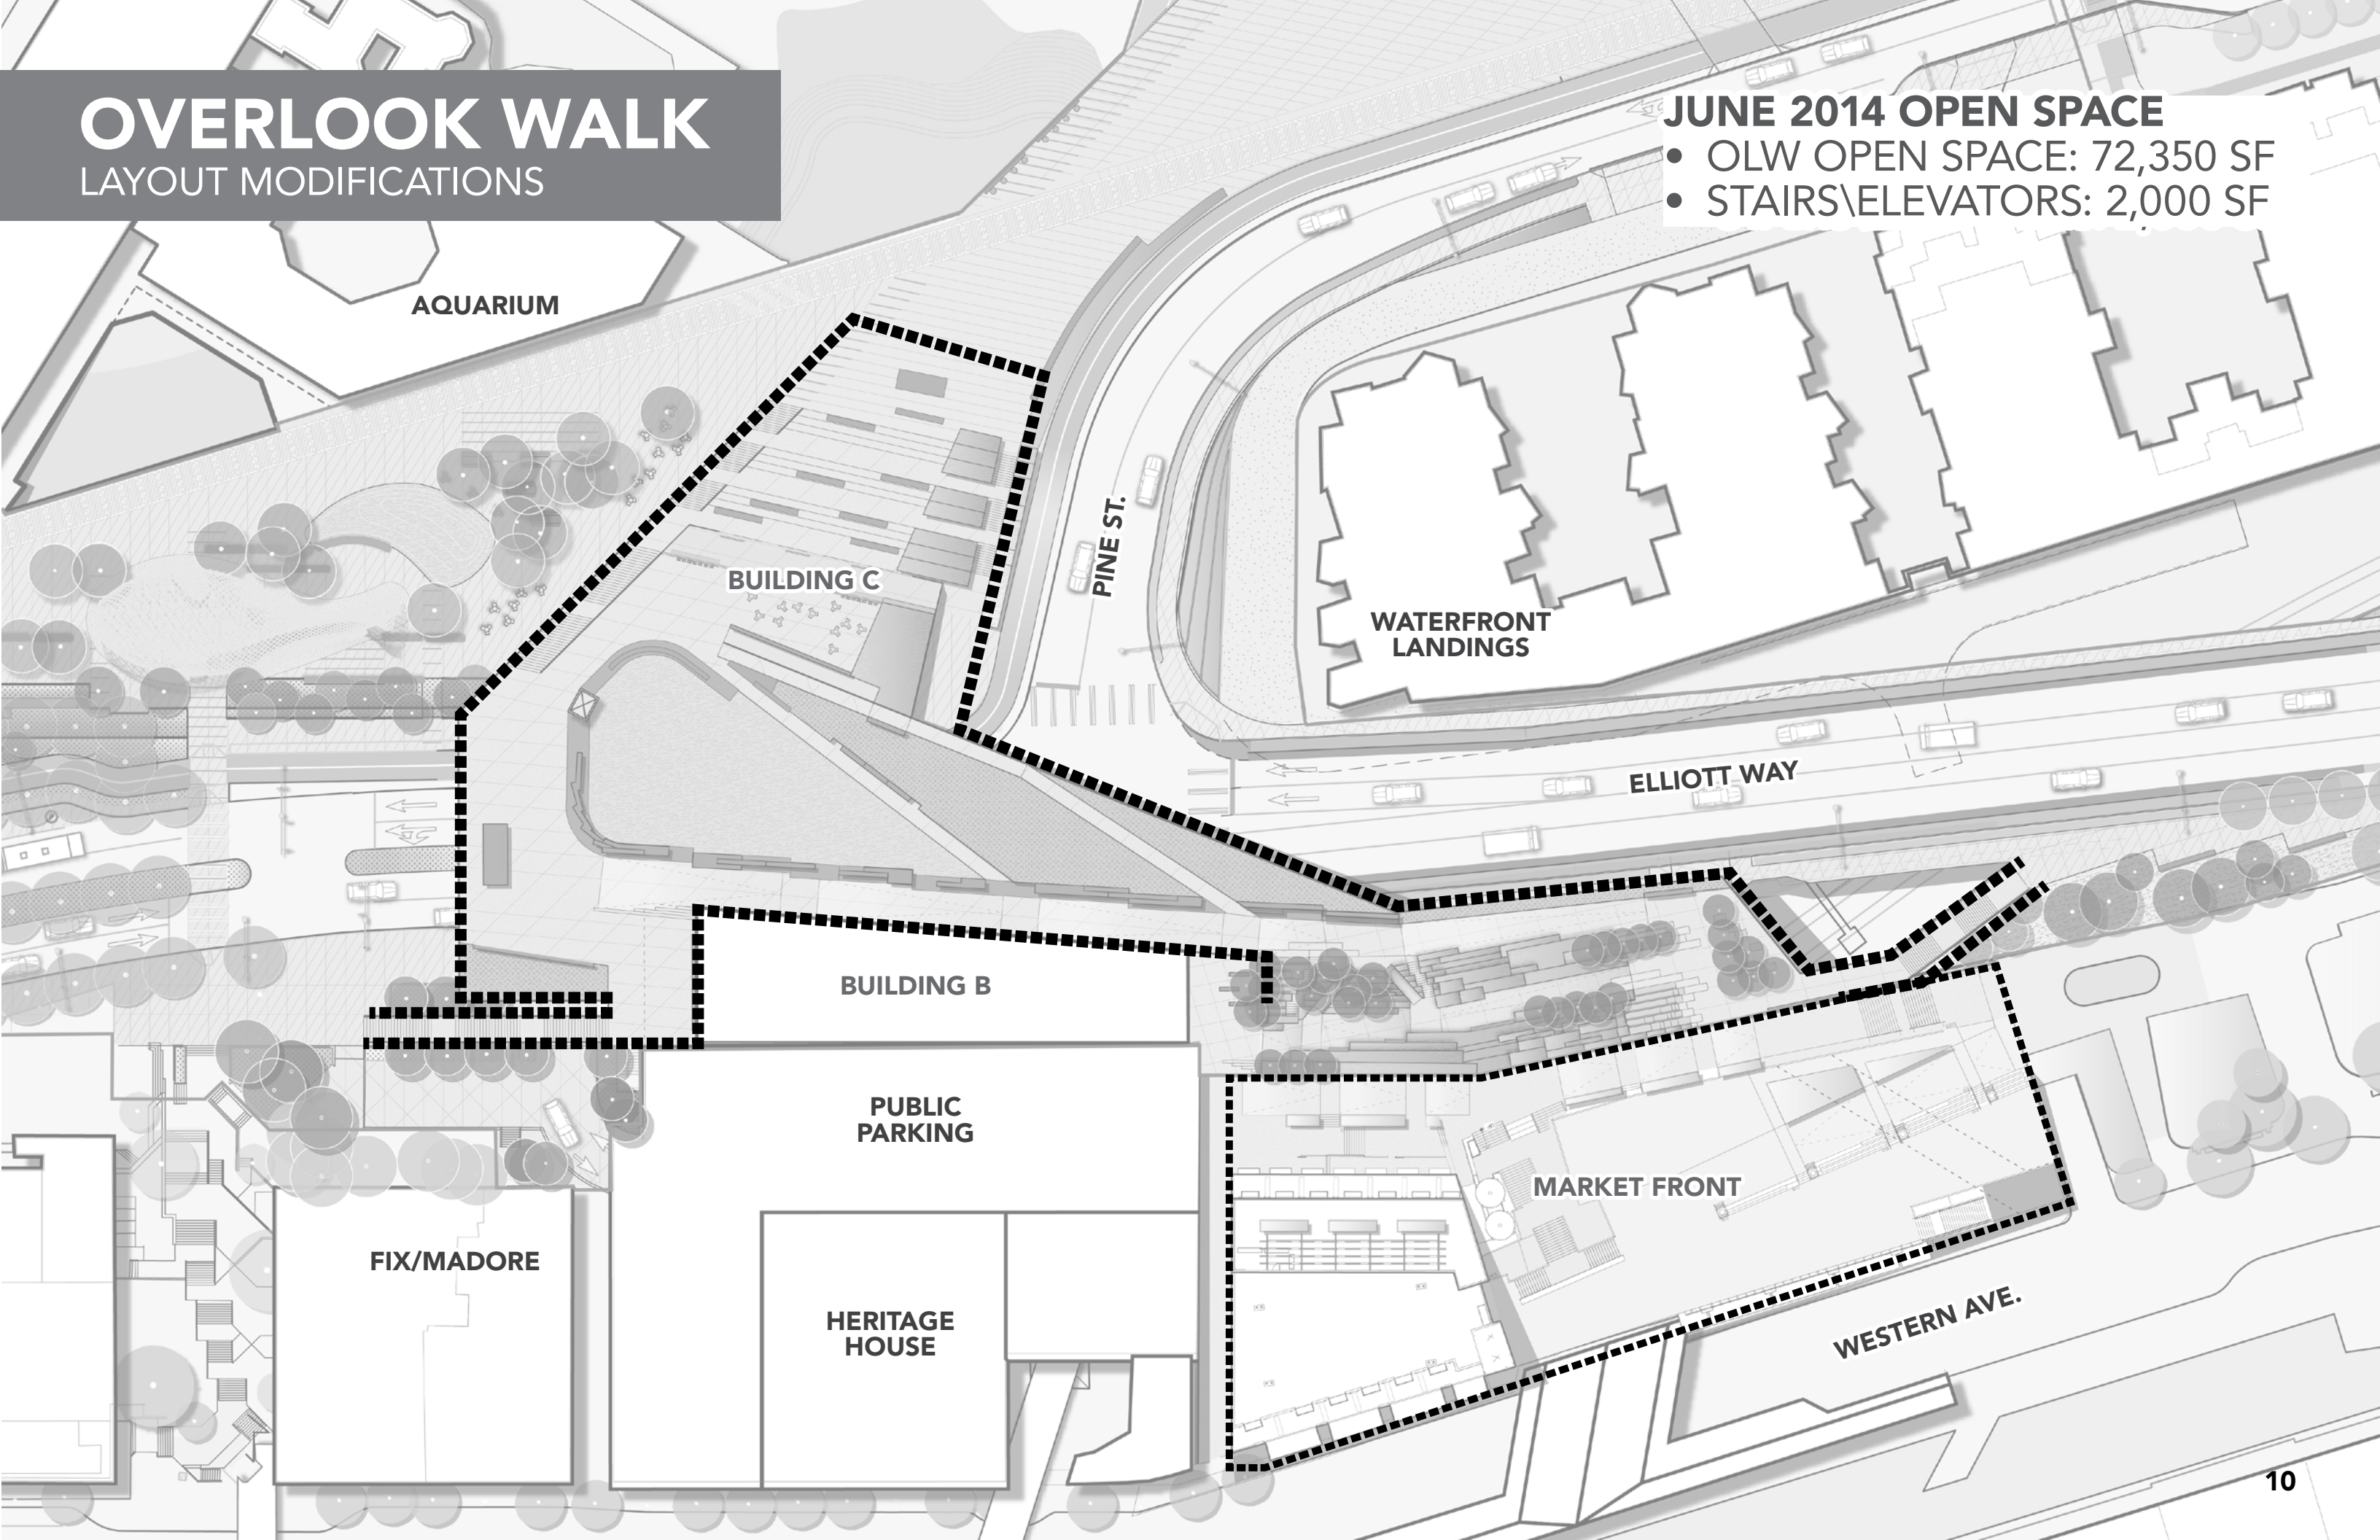 OVERLOOK WALK
LAYOUT MODIFICATIONS
JUNE 2014 OPEN SPACE
• OLW OPEN SPACE: 72,350 SF
• STAIRS\ELEVATORS: 2,000 SF
AQUARIUM
BUILDING C
PINE ST.
WATERFRONT
LANDINGS
ELLIOTT WAY
BUILDING B
PUBLIC
PARKING
MARKET FRONT
FIX/MADORE
HERITAGE
HOUSE
WESTERN AVE.
10